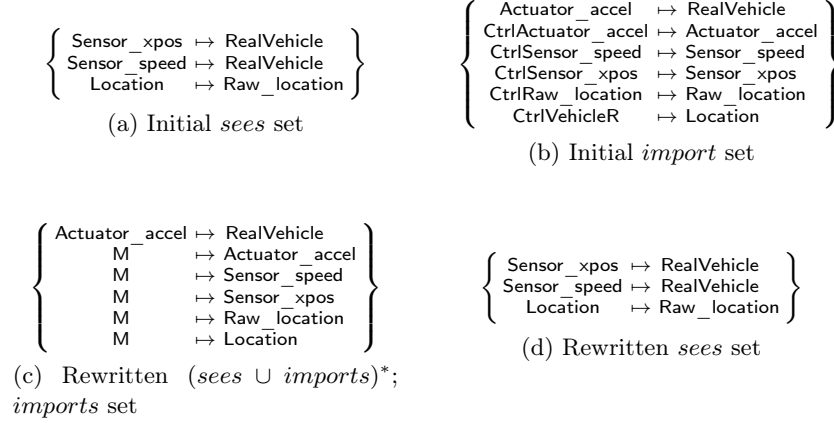 Sensor_xpos ↦ RealVehicle
Sensor_speed ↦ RealVehicle
Location ↦ Raw_location
(a) Initial sees set
Actuator_accel ↦ RealVehicle
CtrlActuator_accel ↦ Actuator_accel
CtrlSensor_speed ↦ Sensor_speed
CtrlSensor_xpos ↦ Sensor_xpos
CtrlRaw_location ↦ Raw_location
CtrlVehicleR ↦ Location
(b) Initial import set
Actuator_accel ↦ RealVehicle
M ↦ Actuator_accel
M ↦ Sensor_speed
M ↦ Sensor_xpos
M ↦ Raw_location
M ↦ Location
(c) Rewritten (sees ∪ imports)*;
imports set
Sensor_xpos ↦ RealVehicle
Sensor_speed ↦ RealVehicle
Location ↦ Raw_location
(d) Rewritten sees set